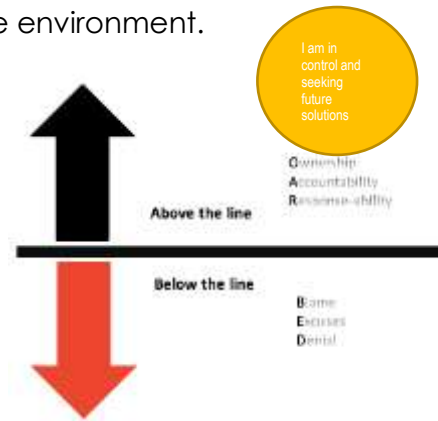 e environment.
I am in
control and
seeking
future
solutions
Ownership
Accountability
Response-ability
Above the line
Below the line
Blame
Excuses
Denial